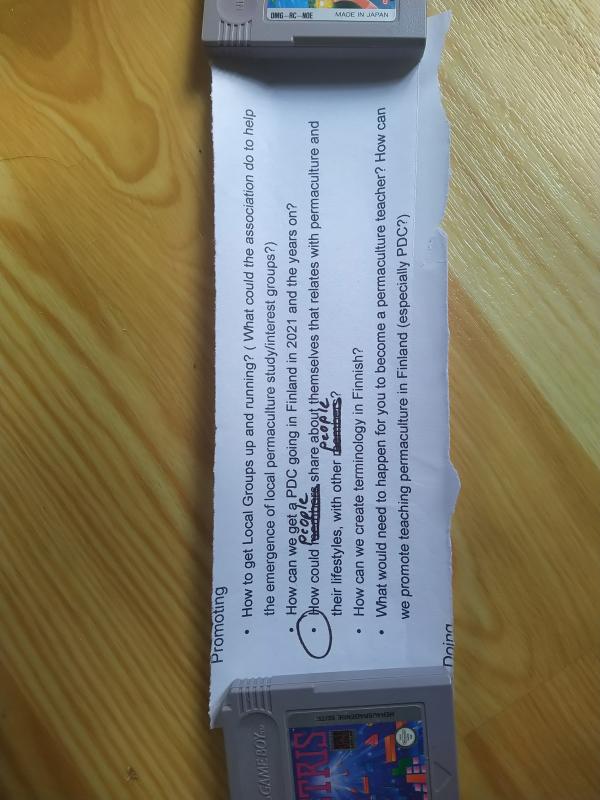 DMG-RC-NOE MADE IN JAPAN
Promoting
• How to get Local Groups up and running? ( What could the association do to help
the emergence of local permaculture study/interest groups?)
• How can we get a PDC going in Finland in 2021 and the years on?
people
• How could share about themselves that relates with permaculture and
people
their lifestyles, with other members?
• How can we create terminology in Finnish?
• What would need to happen for you to become a permaculture teacher? How can
we promote teaching permaculture in Finland (especially PDC?)
Doing
GAME BOY
TRIS